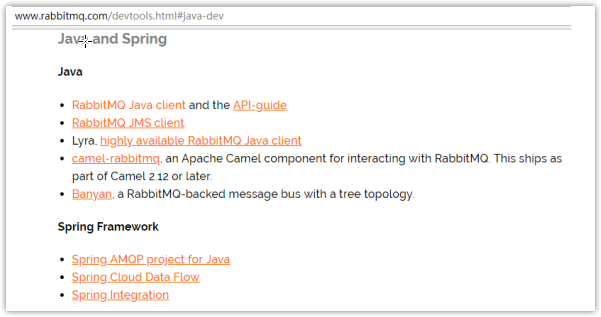 www.rabbitmq.com/devtools.html#java-dev
Java and Spring
Java
• RabbitMQ Java client and the API-guide
• RabbitMQ JMS client
• Lyra, highly available RabbitMQ Java client
• camel-rabbitmq, an Apache Camel component for interacting with RabbitMQ. This ships as
part of Camel 2.12 or later.
• Banyan, a RabbitMQ-backed message bus with a tree topology.
Spring Framework
• Spring AMQP project for Java
• Spring Cloud Data Flow
• Spring Integration